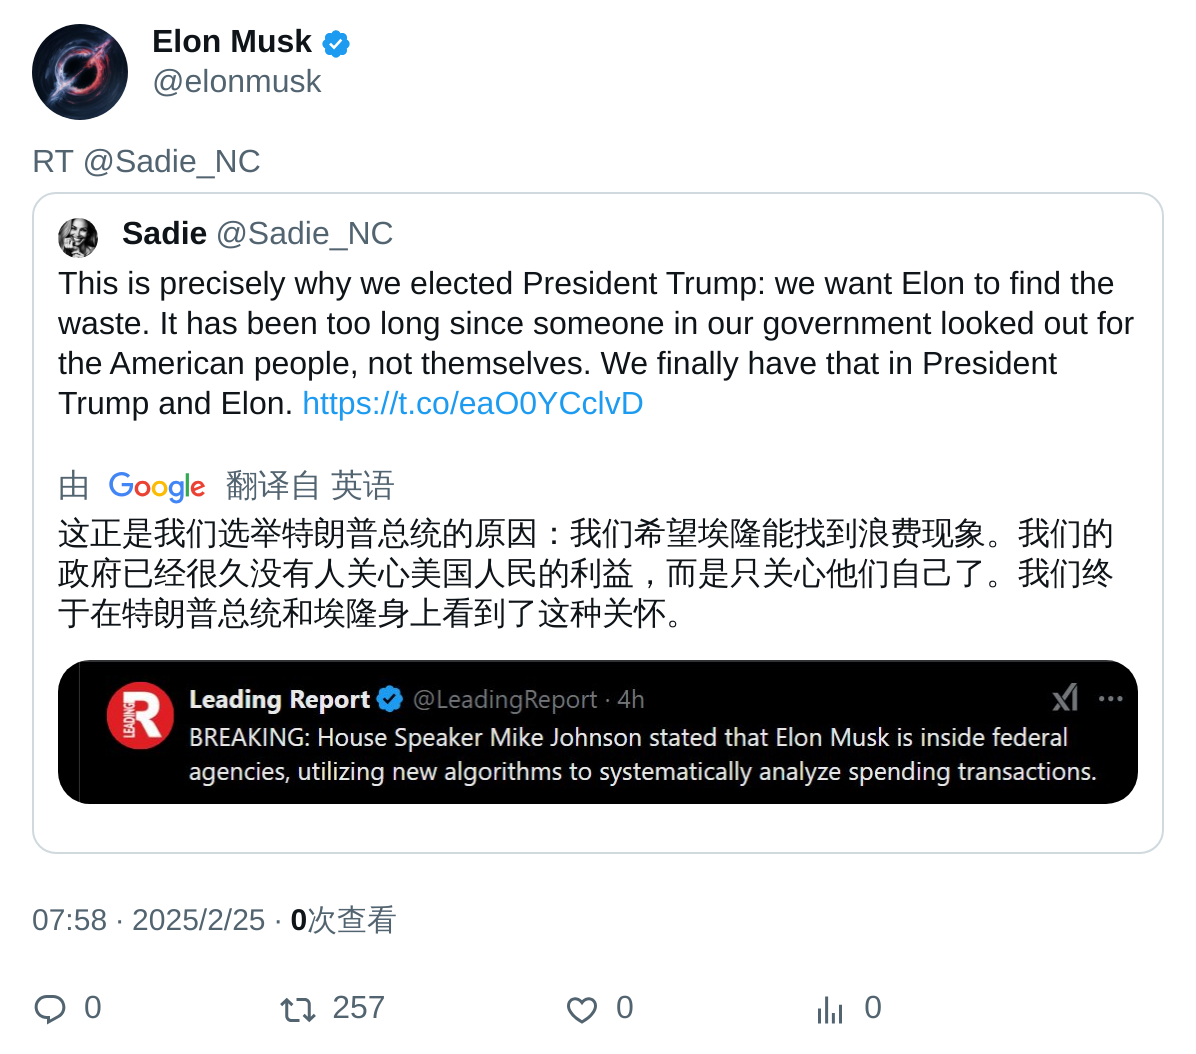 Elon Musk
@elonmusk
RT @Sadie_NC
Sadie @Sadie_NC
This is precisely why we elected President Trump: we want Elon to find the
waste. It has been too long since someone in our government looked out for
the American people, not themselves. We finally have that in President
Trump and Elon. https://t.co/eaO0YCclvD
由 Google 翻译自 英语
这正是我们选举特朗普总统的原因：我们希望埃隆能找到浪费现象。我们的
政府已经很久没有人关心美国人民的利益，而是只关心他们自己了。我们终
于在特朗普总统和埃隆身上看到了这种关怀。
LEADING R
Leading Report @LeadingReport · 4h
BREAKING: House Speaker Mike Johnson stated that Elon Musk is inside federal
agencies, utilizing new algorithms to systematically analyze spending transactions.
07:58 · 2025/2/25 · 0次查看
0 257 0 0